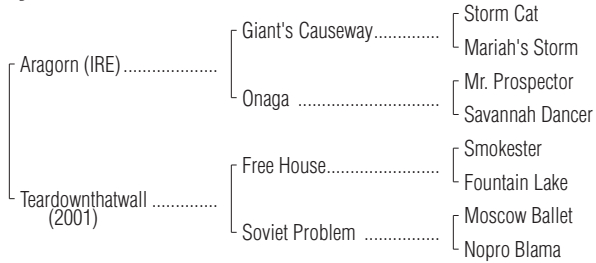 Storm Cat
Giant's Causeway..............
Mariah's Storm
Aragorn (IRE) ....................
Mr. Prospector
Onaga ..............................
Savannah Dancer
Smokester
Free House........................
Fountain Lake
Teardownthatwall ..............
(2001)
Moscow Ballet
Soviet Problem ................
Nopro Blama